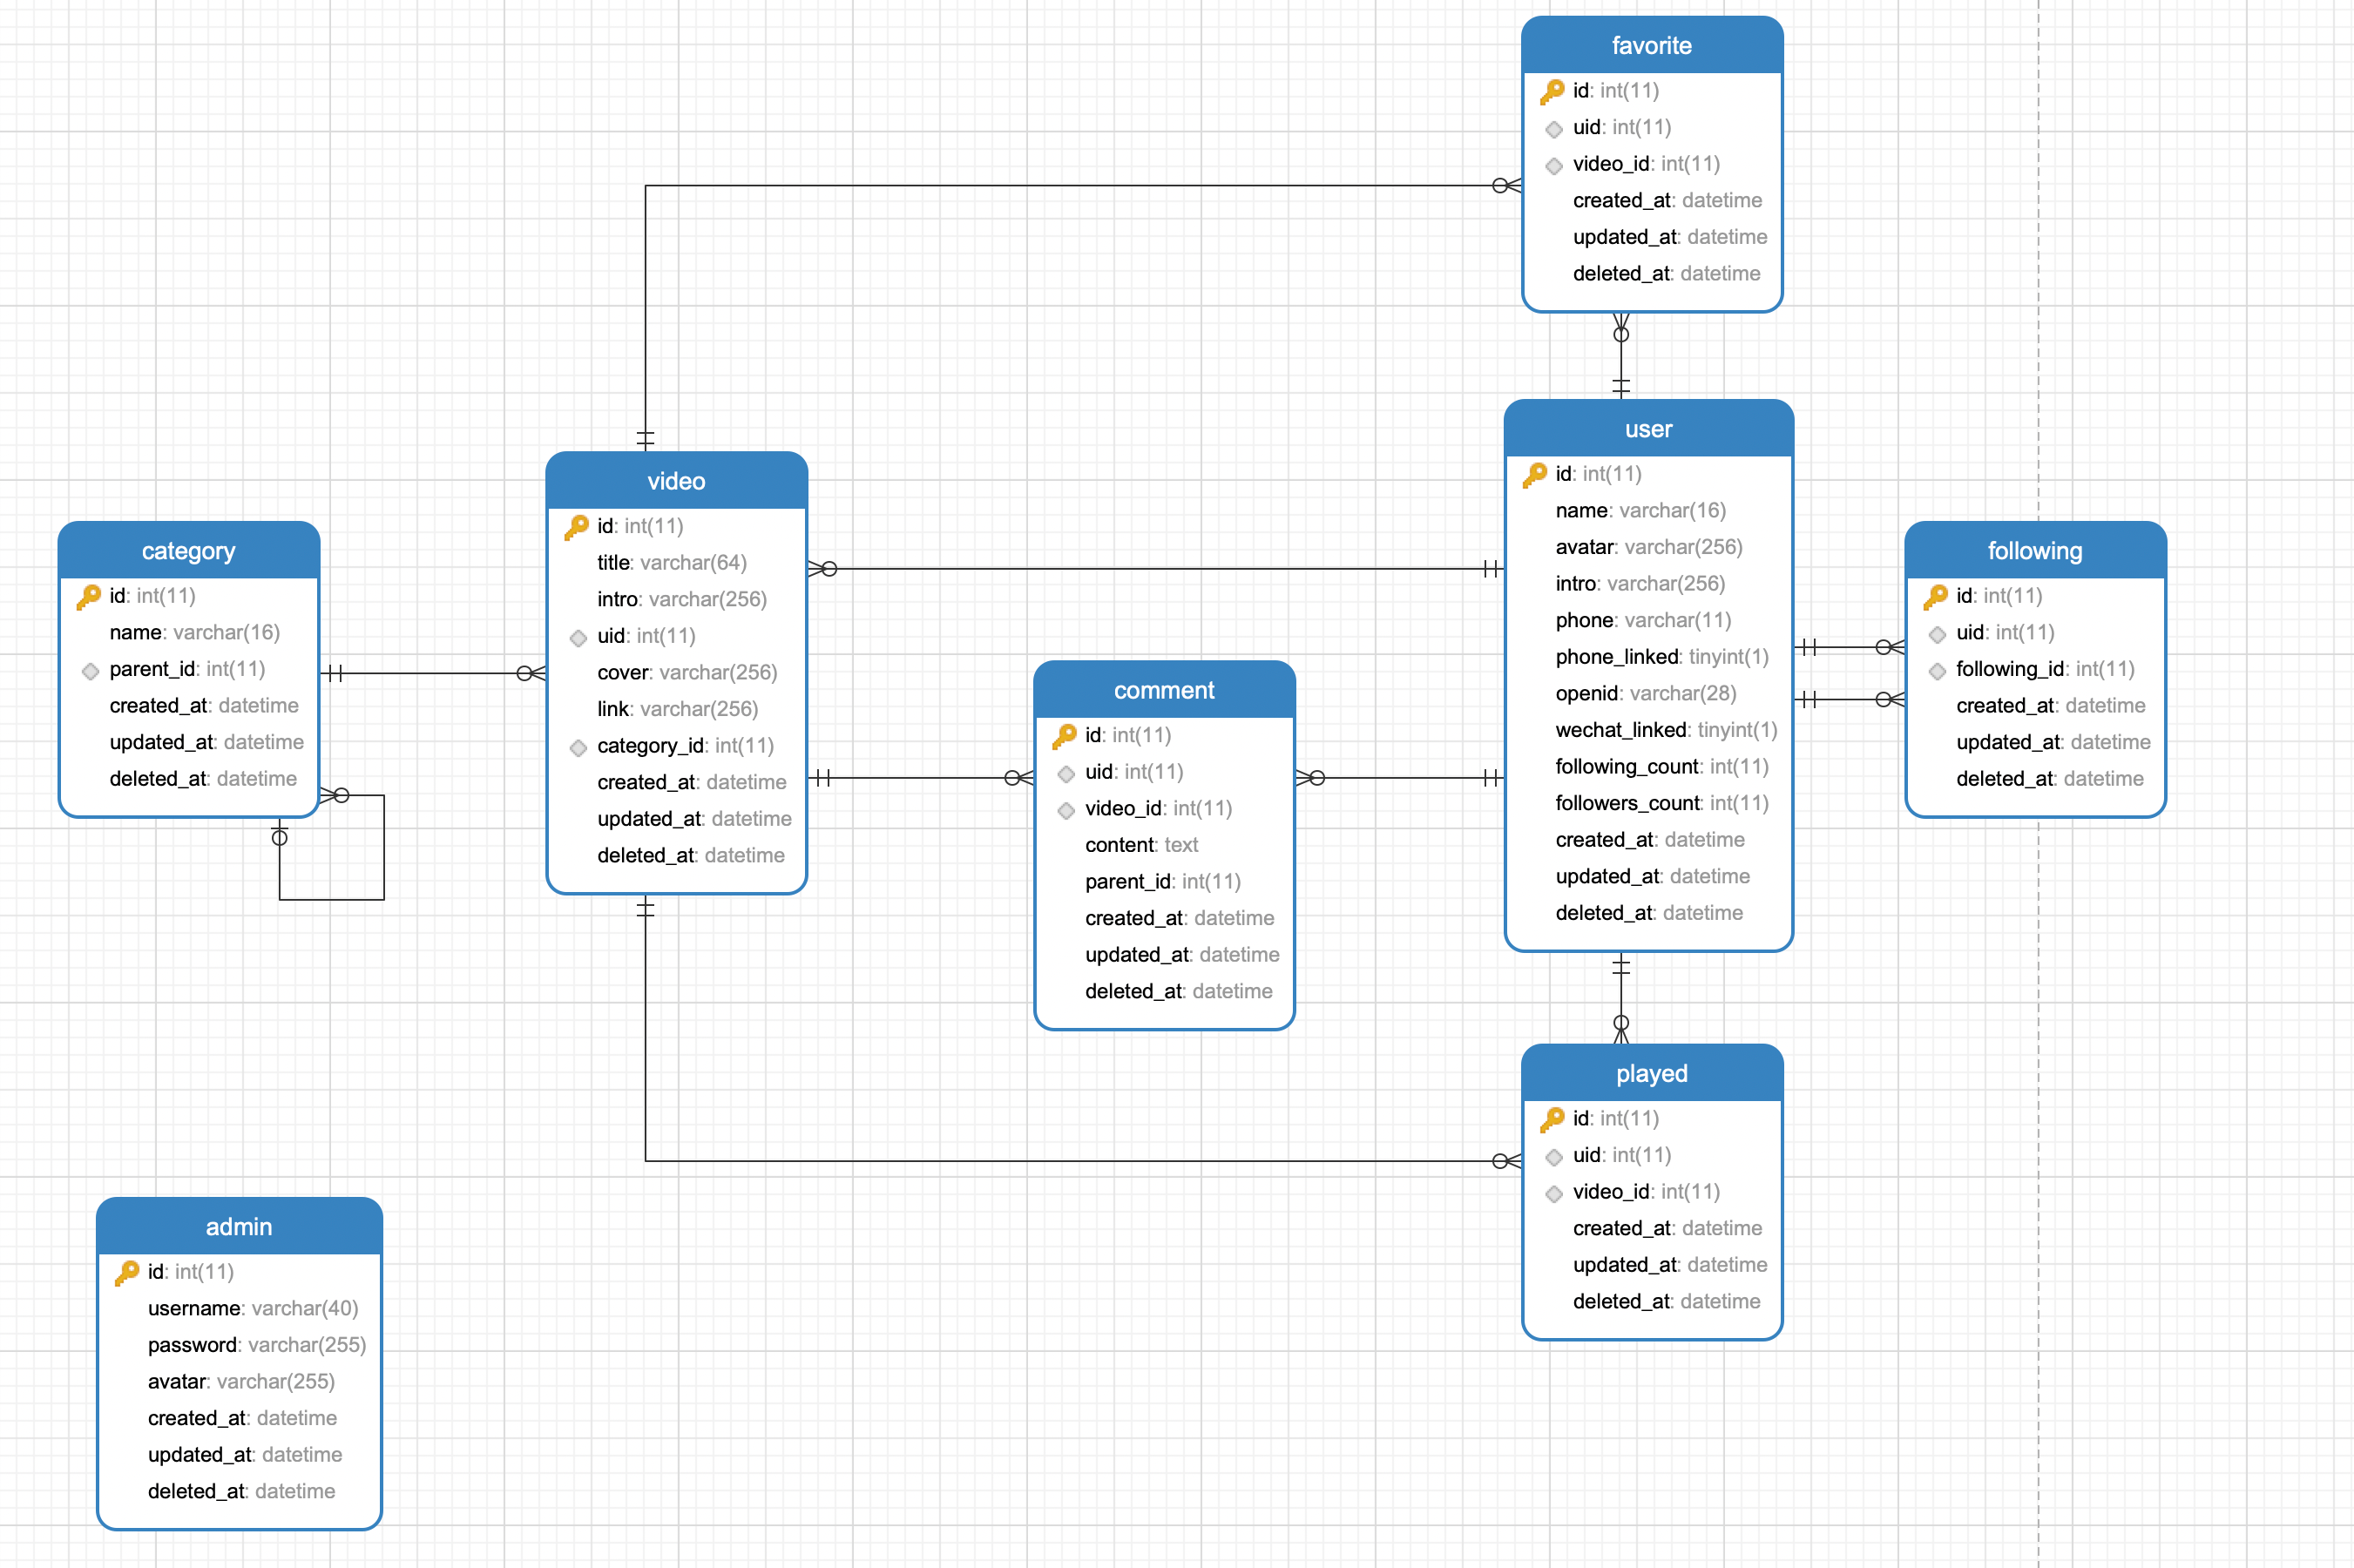 favorite
id: int(11)
uid: int(11)
video_id: int(11)
created_at: datetime
updated_at: datetime
deleted_at: datetime
user
id: int(11)
name: varchar(16)
avatar: varchar(256)
intro: varchar(256)
phone: varchar(11)
phone_linked: tinyint(1)
openid: varchar(28)
wechat_linked: tinyint(1)
following_count: int(11)
followers_count: int(11)
created_at: datetime
updated_at: datetime
deleted_at: datetime
video
id: int(11)
title: varchar(64)
intro: varchar(256)
uid: int(11)
cover: varchar(256)
link: varchar(256)
category_id: int(11)
created_at: datetime
updated_at: datetime
deleted_at: datetime
category
id: int(11)
name: varchar(16)
parent_id: int(11)
created_at: datetime
updated_at: datetime
deleted_at: datetime
following
id: int(11)
uid: int(11)
following_id: int(11)
created_at: datetime
updated_at: datetime
deleted_at: datetime
comment
id: int(11)
uid: int(11)
video_id: int(11)
content: text
parent_id: int(11)
created_at: datetime
updated_at: datetime
deleted_at: datetime
played
id: int(11)
uid: int(11)
video_id: int(11)
created_at: datetime
updated_at: datetime
deleted_at: datetime
admin
id: int(11)
username: varchar(40)
password: varchar(255)
avatar: varchar(255)
created_at: datetime
updated_at: datetime
deleted_at: datetime